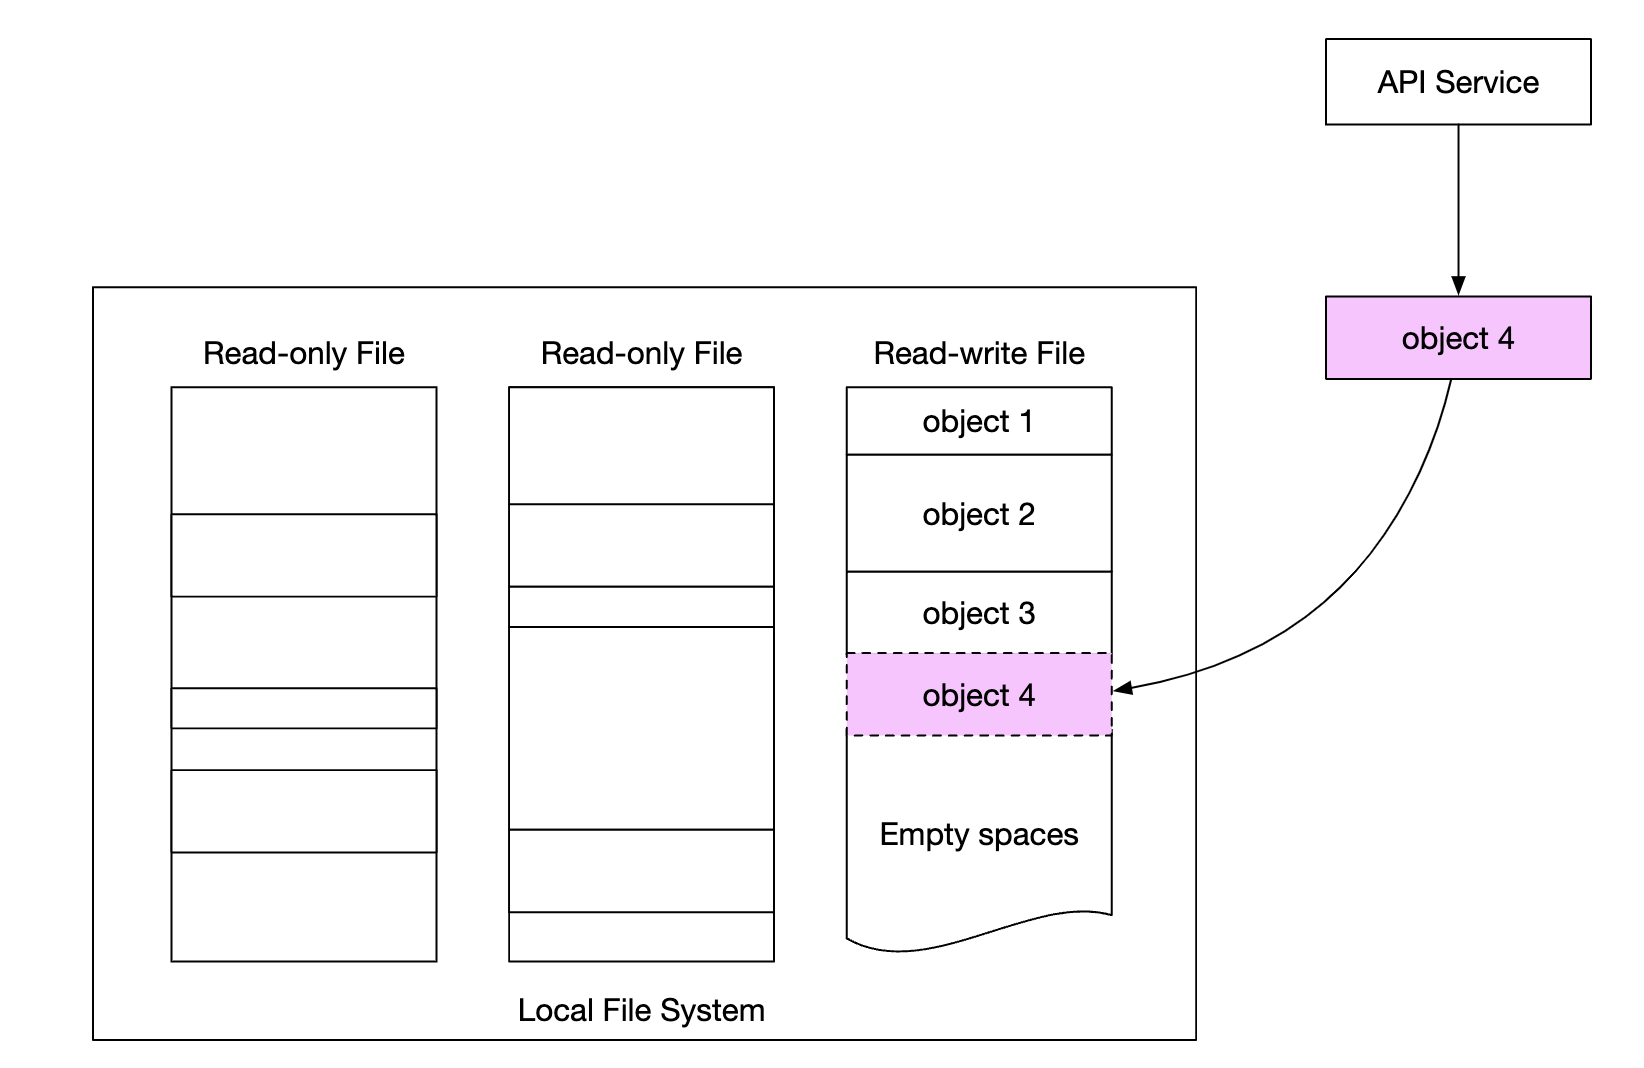 API Service
object 4
Read-only File
Read-only File
Read-write File
object 1
object 2
object 3
object 4
Empty spaces
Local File System